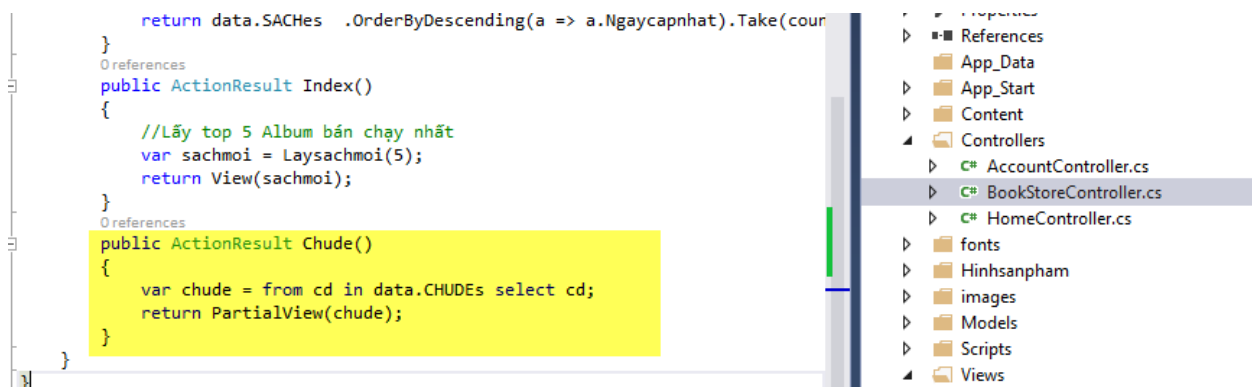 return data.SACHes  .OrderByDescending(a => a.Ngaycapnhat).Take(coun
}
0 references
public ActionResult Index()
{
//Lấy top 5 Album bán chạy nhất
var sachmoi = Laysachmoi(5);
return View(sachmoi);
}
0 references
public ActionResult Chude()
{
var chude = from cd in data.CHUDEs select cd;
return PartialView(chude);
}
}
}
Properties
References
App_Data
App_Start
Content
Controllers
C# AccountController.cs
C# BookStoreController.cs
C# HomeController.cs
fonts
Hinhsanpham
images
Models
Scripts
Views